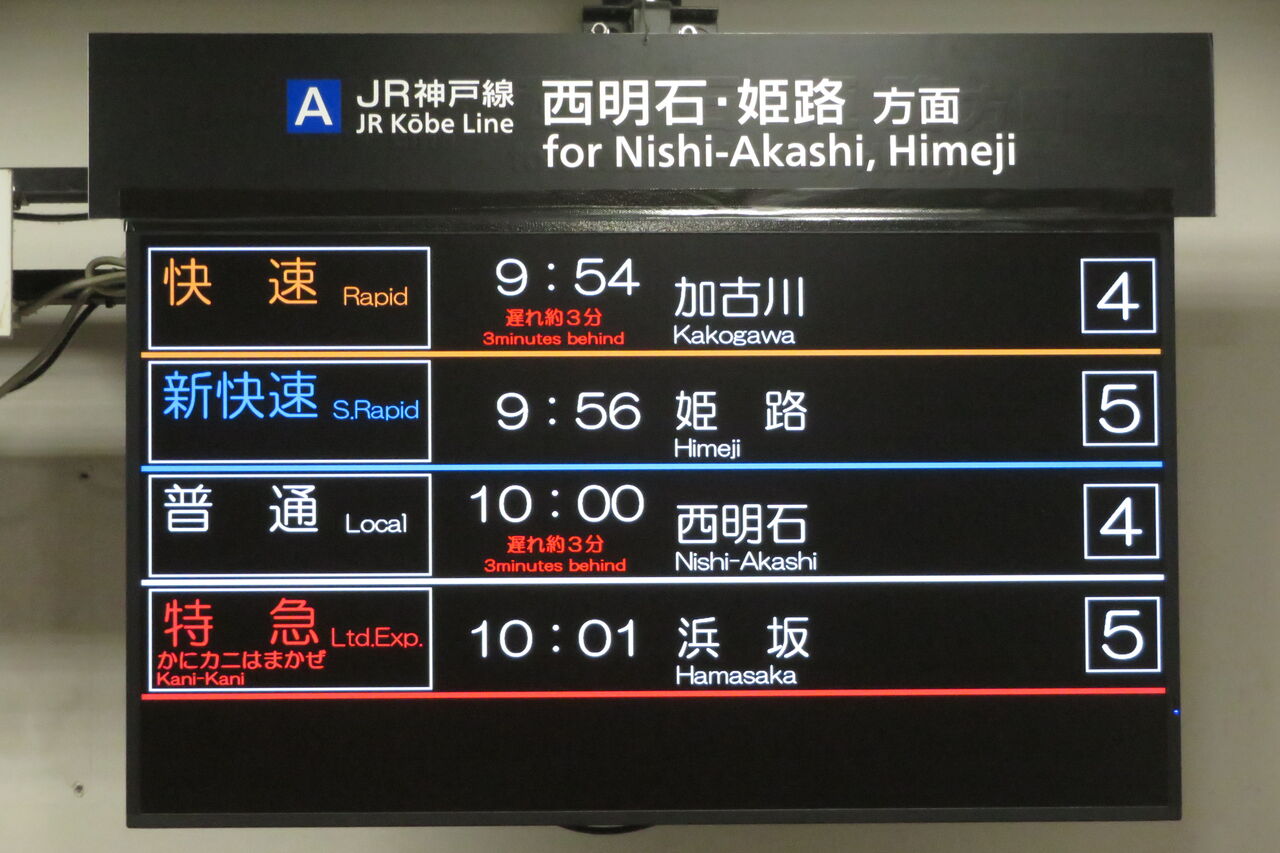 A JR神戸線 西明石・姫路 方面
JR Kōbe Line for Nishi-Akashi, Himeji
快 速 Rapid 9:54 加古川 4
遅れ約3分
3minutes behind Kakogawa
新快速 S.Rapid 9:56 姫 路 5
Himeji
普 通 Local 10:00 西明石 4
遅れ約3分
3minutes behind Nishi-Akashi
特 急 Ltd.Exp. 10:01 浜 坂 5
かにカニはまかぜ
Kani-Kani Hamasaka